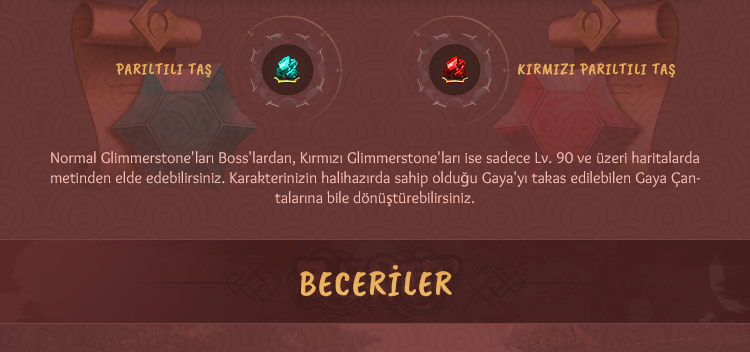 PARILTILI TAŞ
KIRMIZI PARILTILI TAŞ
Normal Glimmerstone'ları Boss'lardan, Kırmızı Glimmerstone'ları ise sadece Lv. 90 ve üzeri haritalarda
metinden elde edebilirsiniz. Karakterinizin halihazırda sahip olduğu Gaya'yı takas edilebilen Gaya Çan-
talarına bile dönüştürebilirsiniz.
BECERİLER